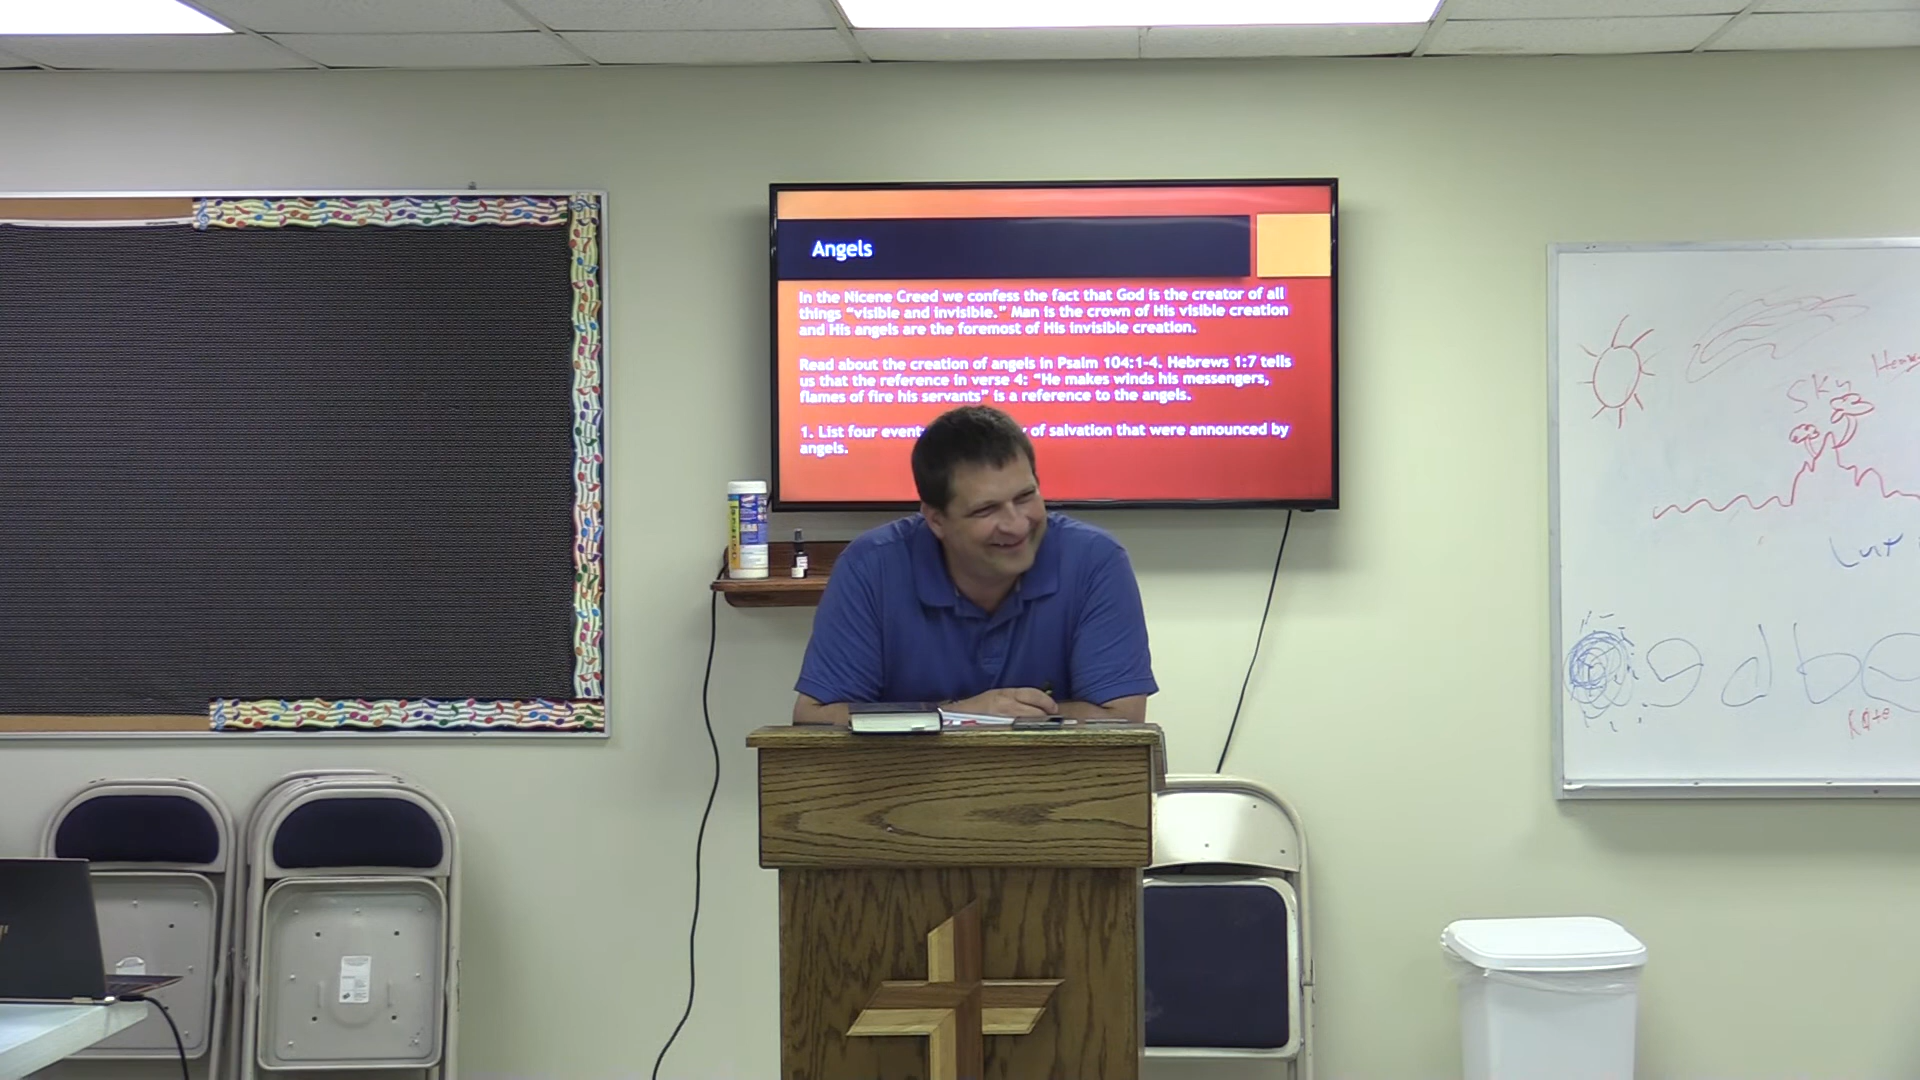 Angels
In the Nicene Creed we confess the fact that God is the creator of all
things “visible and invisible.” Man is the crown of His visible creation
and His angels are the foremost of His invisible creation.
Read about the creation of angels in Psalm 104:1-4. Hebrews 1:7 tells
us that the reference in verse 4: “He makes winds his messengers,
flames of fire his servants” is a reference to the angels.
1. List four event of salvation that were announced by
angels.
Sky